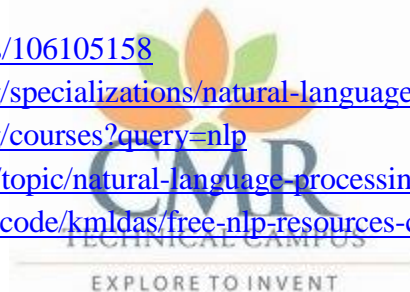 s/106105158
/specializations/natural-language
/courses?query=nlp
/topic/natural-language-processin
code/kmldas/free-nlp-resources-c
CMR
TECHNICAL CAMPUS
EXPLORE TO INVENT